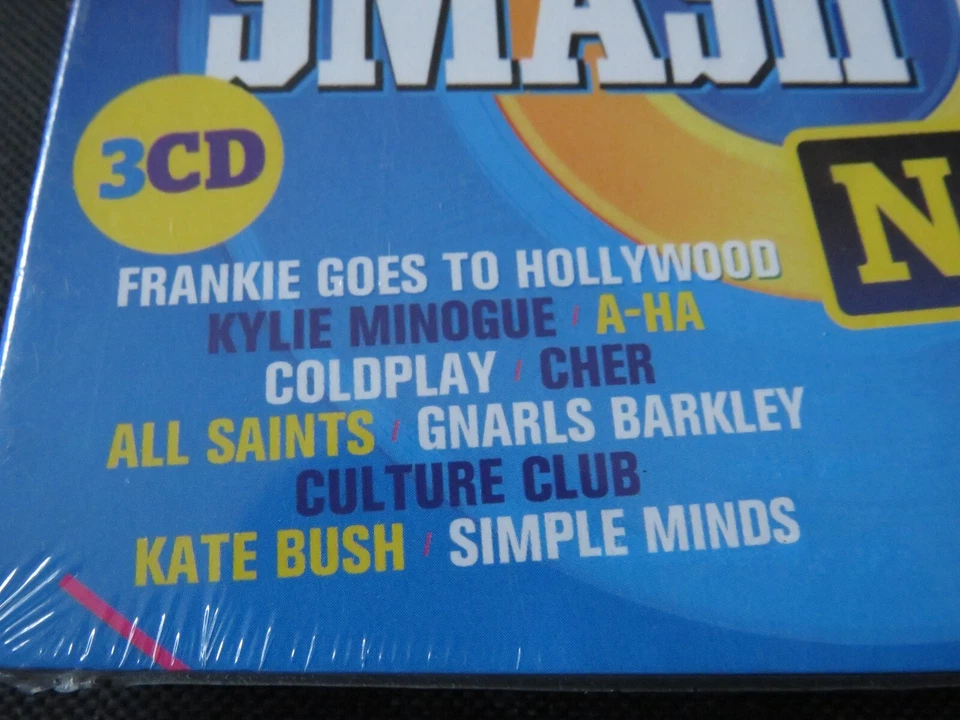 SMASH
3CD
N
FRANKIE GOES TO HOLLYWOOD
KYLIE MINOGUE / A-HA
COLDPLAY / CHER
ALL SAINTS / GNARLS BARKLEY
CULTURE CLUB
KATE BUSH / SIMPLE MINDS